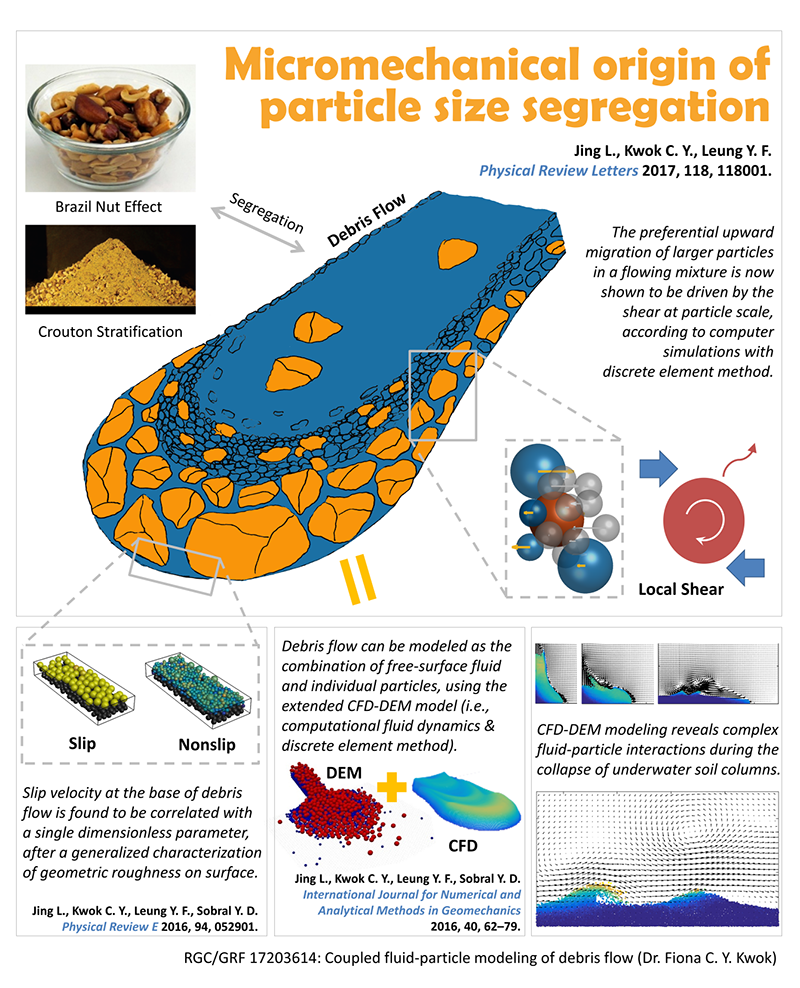 Micromechanical origin of
particle size segregation
Jing L., Kwok C. Y., Leung Y. F.
Physical Review Letters 2017, 118, 118001.
Brazil Nut Effect
Segregation
Debris Flow
Crouton Stratification
The preferential upward
migration of larger particles
in a flowing mixture is now
shown to be driven by the
shear at particle scale,
according to computer
simulations with
discrete element method.
Local Shear
Slip
Nonslip
Slip velocity at the base of debris
flow is found to be correlated with
a single dimensionless parameter,
after a generalized characterization
of geometric roughness on surface.
Jing L., Kwok C. Y., Leung Y. F., Sobral Y. D.
Physical Review E 2016, 94, 052901.
Debris flow can be modeled as the
combination of free-surface fluid
and individual particles, using the
extended CFD-DEM model (i.e.,
computational fluid dynamics &
discrete element method).
DEM
CFD
Jing L., Kwok C. Y., Leung Y. F., Sobral Y. D.
International Journal for Numerical and
Analytical Methods in Geomechanics
2016, 40, 62–79.
CFD-DEM modeling reveals complex
fluid-particle interactions during the
collapse of underwater soil columns.
RGC/GRF 17203614: Coupled fluid-particle modeling of debris flow (Dr. Fiona C. Y. Kwok)